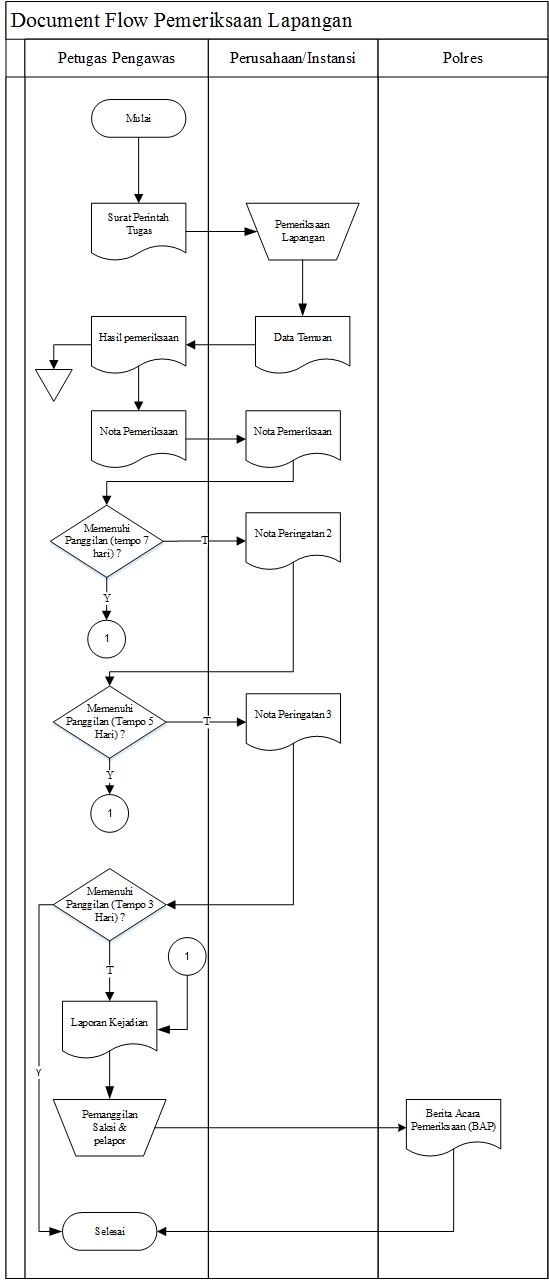 Document Flow Pemeriksaan Lapangan
Petugas Pengawas
Perusahaan/Instansi
Polres
Mulai
Surat Perintah
Tugas
Pemeriksaan
Lapangan
Hasil pemeriksaan
Data Temuan
Nota Pemeriksaan
Nota Pemeriksaan
Memenuhi
Panggilan (tempo 7
hari) ?
T
Nota Peringatan 2
Y
1
Memenuhi
Panggilan (Tempo 5
Hari) ?
T
Nota Peringatan 3
Y
1
Memenuhi
Panggilan (Tempo 3
Hari) ?
T
1
Laporan Kejadian
Y
Pemanggilan
Saksi &
pelapor
Berita Acara
Pemeriksaan (BAP)
Selesai